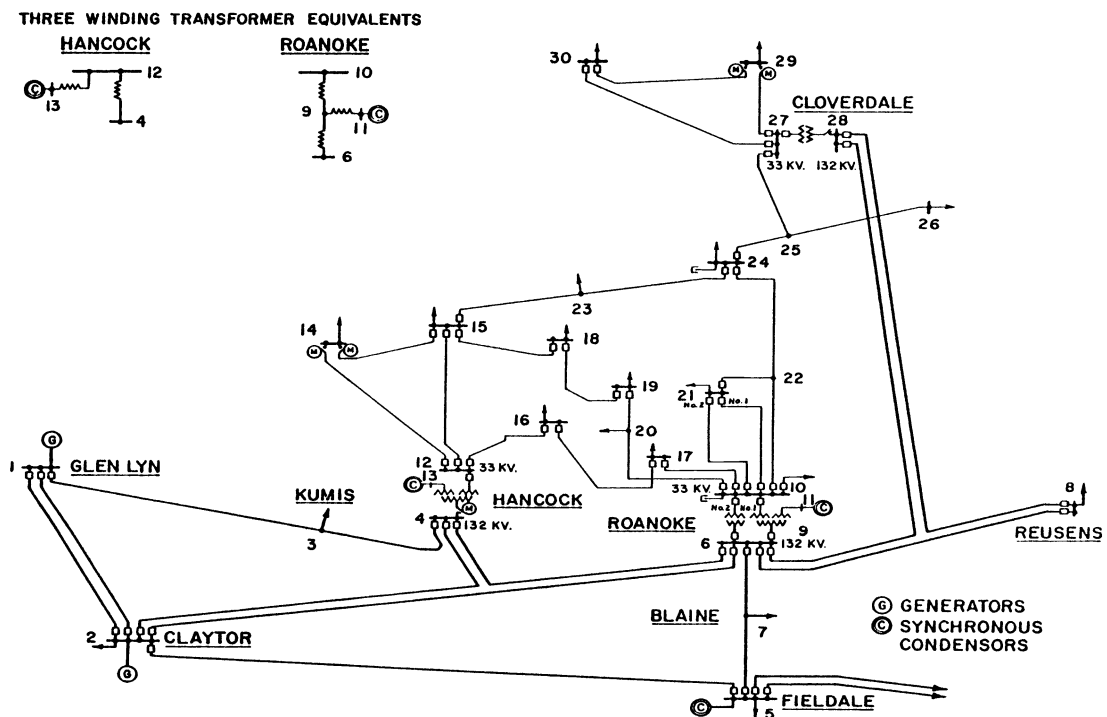 THREE WINDING TRANSFORMER EQUIVALENTS
HANCOCK
ROANOKE
12
C
13
4
10
9
C
11
6
30
29
M
M
CLOVERDALE
27
28
33 KV.
132 KV.
26
25
24
23
14
M
M
15
18
22
19
21
No. 2
No. 1
16
20
17
G
1
GLEN LYN
12
33 KV.
13
C
M
HANCOCK
KUMIS
3
4
132 KV.
33 KV.
10
No. 2
No. 1
11
C
ROANOKE
9
6
132 KV.
8
REUSENS
2
CLAYTOR
G
BLAINE
7
G GENERATORS
C SYNCHRONOUS
CONDENSORS
C
5
FIELDALE